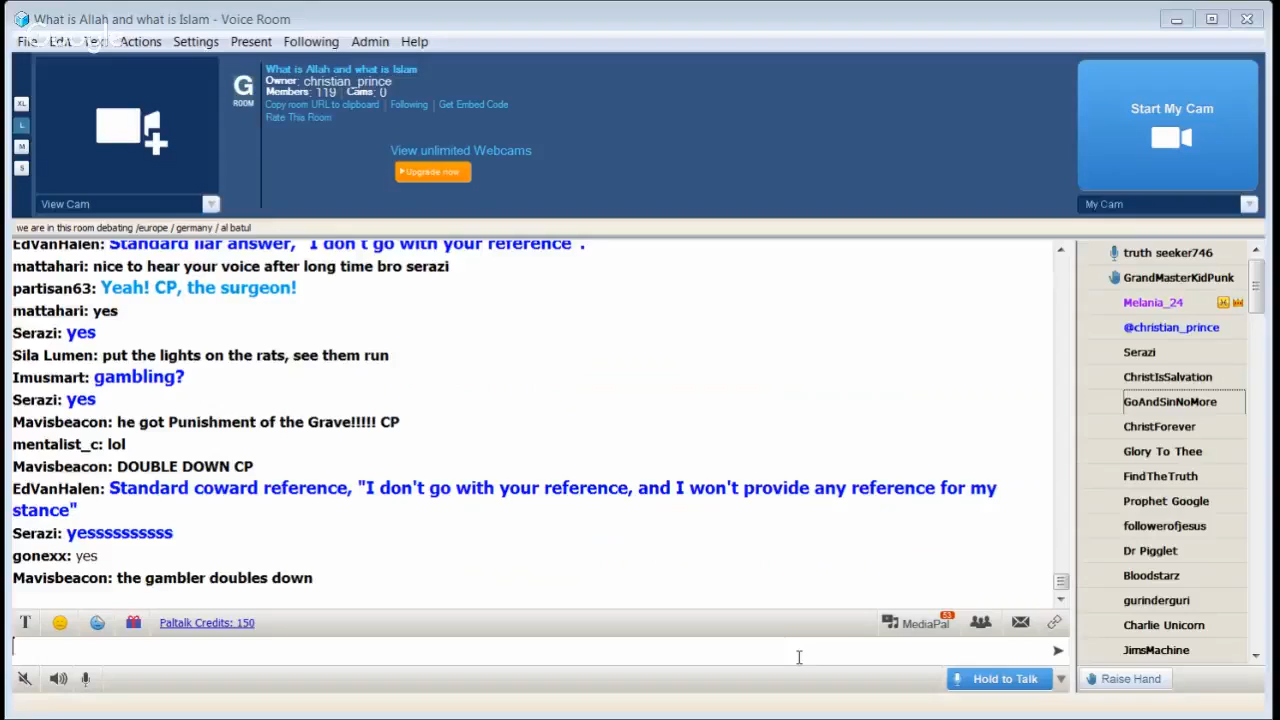 What is Allah and what is Islam - Voice Room
Google
File Edit Text Actions Settings Present Following Admin Help
XL
L
M
S
G
ROOM
What is Allah and what is Islam
Owner: christian_prince
Members: 119 Cams: 0
Copy room URL to clipboard | Following | Get Embed Code
Rate This Room
View unlimited Webcams
Upgrade now
Start My Cam
View Cam
My Cam
we are in this room debating /europe / germany / al batul
EdVanHalen: Standard liar answer, "I don't go with your reference".
mattahari: nice to hear your voice after long time bro serazi
partisan63: Yeah! CP, the surgeon!
mattahari: yes
Serazi: yes
Sila Lumen: put the lights on the rats, see them run
Imusmart: gambling?
Serazi: yes
Mavisbeacon: he got Punishment of the Grave!!!!! CP
mentalist_c: lol
Mavisbeacon: DOUBLE DOWN CP
EdVanHalen: Standard coward reference, "I don't go with your reference, and I won't provide any reference for my
stance"
Serazi: yesssssssssss
gonexx: yes
Mavisbeacon: the gambler doubles down
truth seeker746
GrandMasterKidPunk
Melania_24
@christian_prince
Serazi
ChristIsSalvation
GoAndSinNoMore
ChristForever
Glory To Thee
FindTheTruth
Prophet Google
followerofjesus
Dr Pigglet
Bloodstarz
gurinderguri
Charlie Unicorn
JimsMachine
T
Paltalk Credits: 150
MediaPal
53
Hold to Talk
Raise Hand